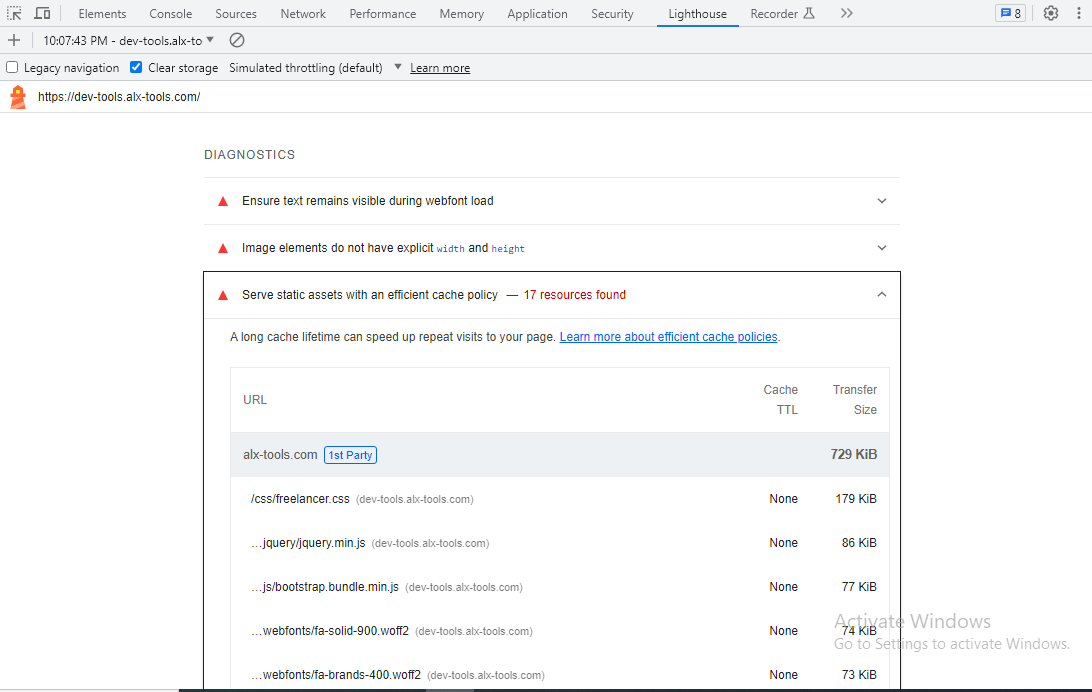 Elements Console Sources Network Performance Memory Application Security Lighthouse Recorder 8
10:07:43 PM - dev-tools.alx-to
Legacy navigation Clear storage Simulated throttling (default) Learn more
https://dev-tools.alx-tools.com/
DIAGNOSTICS
Ensure text remains visible during webfont load
Image elements do not have explicit width and height
Serve static assets with an efficient cache policy — 17 resources found
A long cache lifetime can speed up repeat visits to your page. Learn more about efficient cache policies.
URL Cache TTL Transfer Size
alx-tools.com 1st Party 729 KiB
/css/freelancer.css (dev-tools.alx-tools.com) None 179 KiB
…jquery/jquery.min.js (dev-tools.alx-tools.com) None 86 KiB
…js/bootstrap.bundle.min.js (dev-tools.alx-tools.com) None 77 KiB
…webfonts/fa-solid-900.woff2 (dev-tools.alx-tools.com) None 74 KiB
…webfonts/fa-brands-400.woff2 (dev-tools.alx-tools.com) None 73 KiB
Activate Windows
Go to Settings to activate Windows.